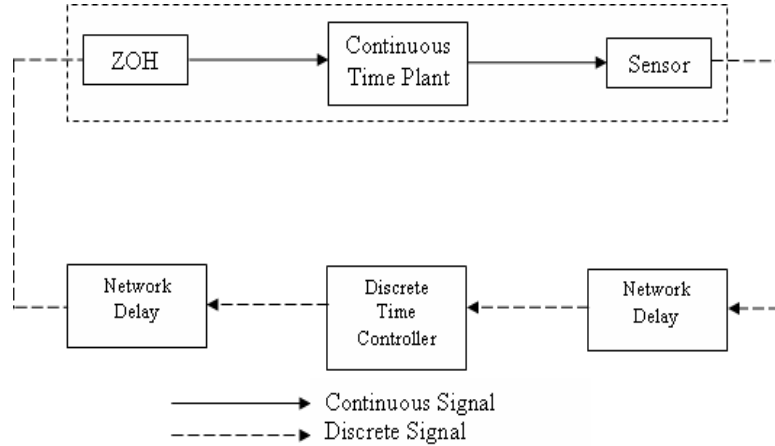 ZOH
Continuous
Time Plant
Sensor
Network
Delay
Discrete
Time
Controller
Network
Delay
Continuous Signal
Discrete Signal